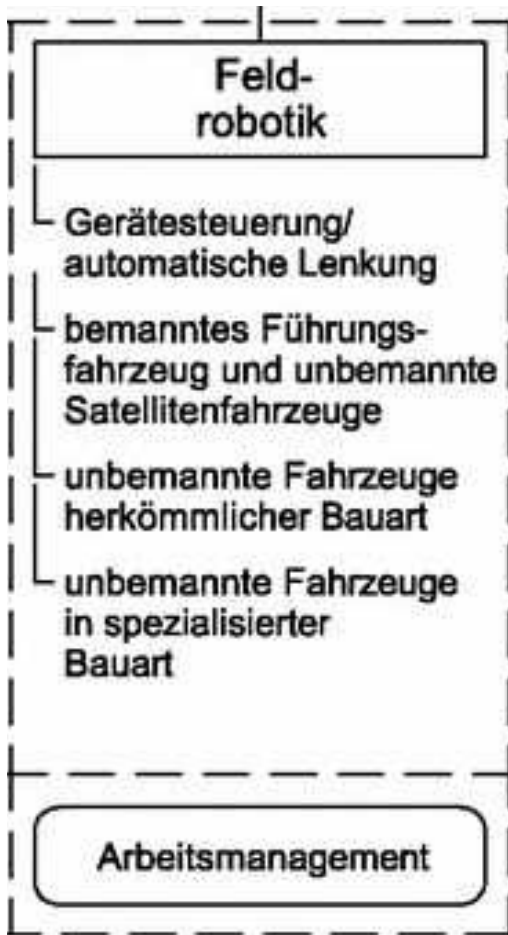 Feld-
robotik
Gerätesteuerung/
automatische Lenkung
bemanntes Führungs-
fahrzeug und unbemannte
Satellitenfahrzeuge
unbemannte Fahrzeuge
herkömmlicher Bauart
unbemannte Fahrzeuge
in spezialisierter
Bauart
Arbeitsmanagement